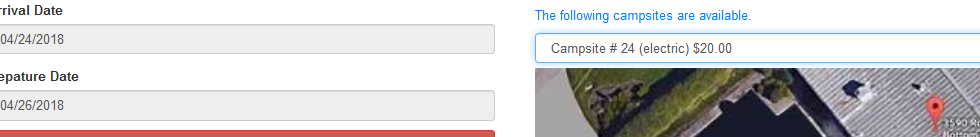 rrival Date
04/24/2018
epature Date
04/26/2018
The following campsites are available.
Campsite # 24 (electric) $20.00
3590 R